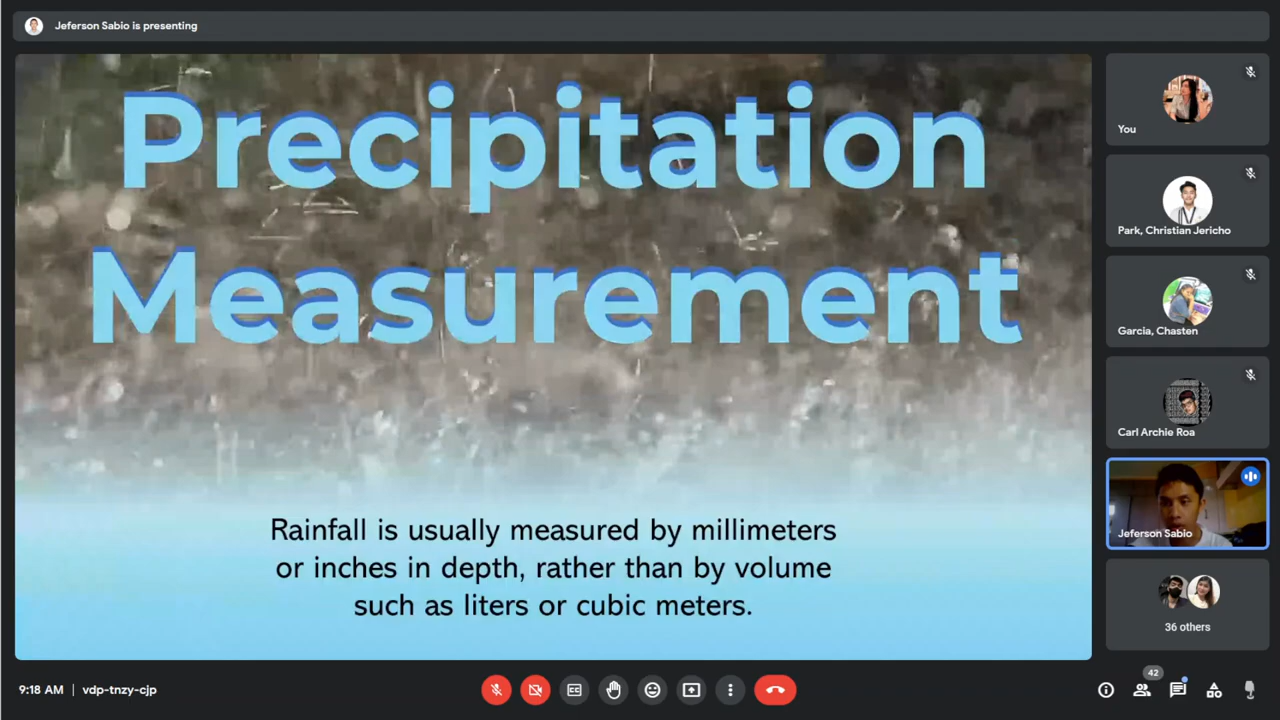 Jeferson Sabio is presenting
Precipitation
Measurement
Rainfall is usually measured by millimeters
or inches in depth, rather than by volume
such as liters or cubic meters.
You
Park, Christian Jericho
Garcia, Chasten
Carl Archie Roa
Jeferson Sabio
36 others
9:18 AM | vdp-tnzy-cjp
CC
42